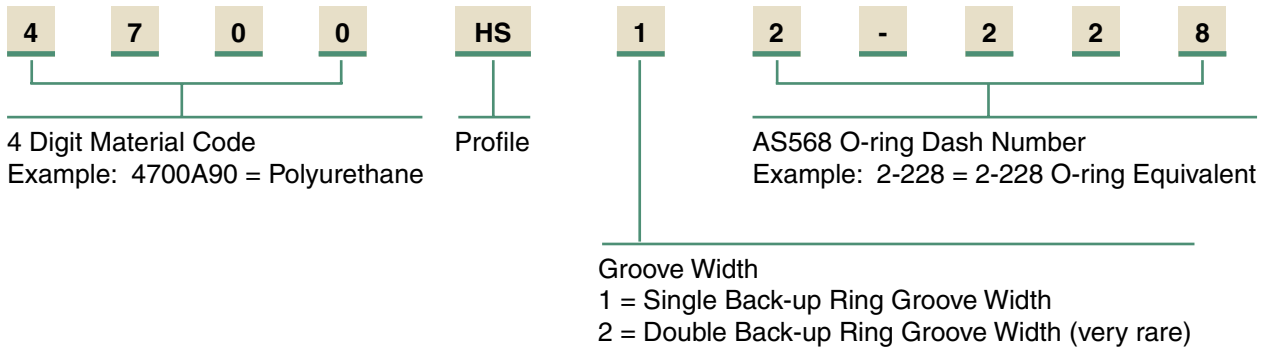 4 7 0 0 HS 1 2 - 2 2 8
4 Digit Material Code
Example: 4700A90 = Polyurethane
Profile
AS568 O-ring Dash Number
Example: 2-228 = 2-228 O-ring Equivalent
Groove Width
1 = Single Back-up Ring Groove Width
2 = Double Back-up Ring Groove Width (very rare)